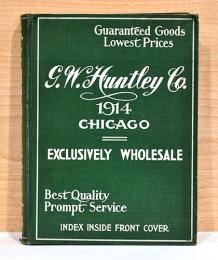 Guaranteed Goods
Lowest Prices
G.W. Huntley Co.
1914
CHICAGO
EXCLUSIVELY WHOLESALE
Best Quality
Prompt Service
INDEX INSIDE FRONT COVER